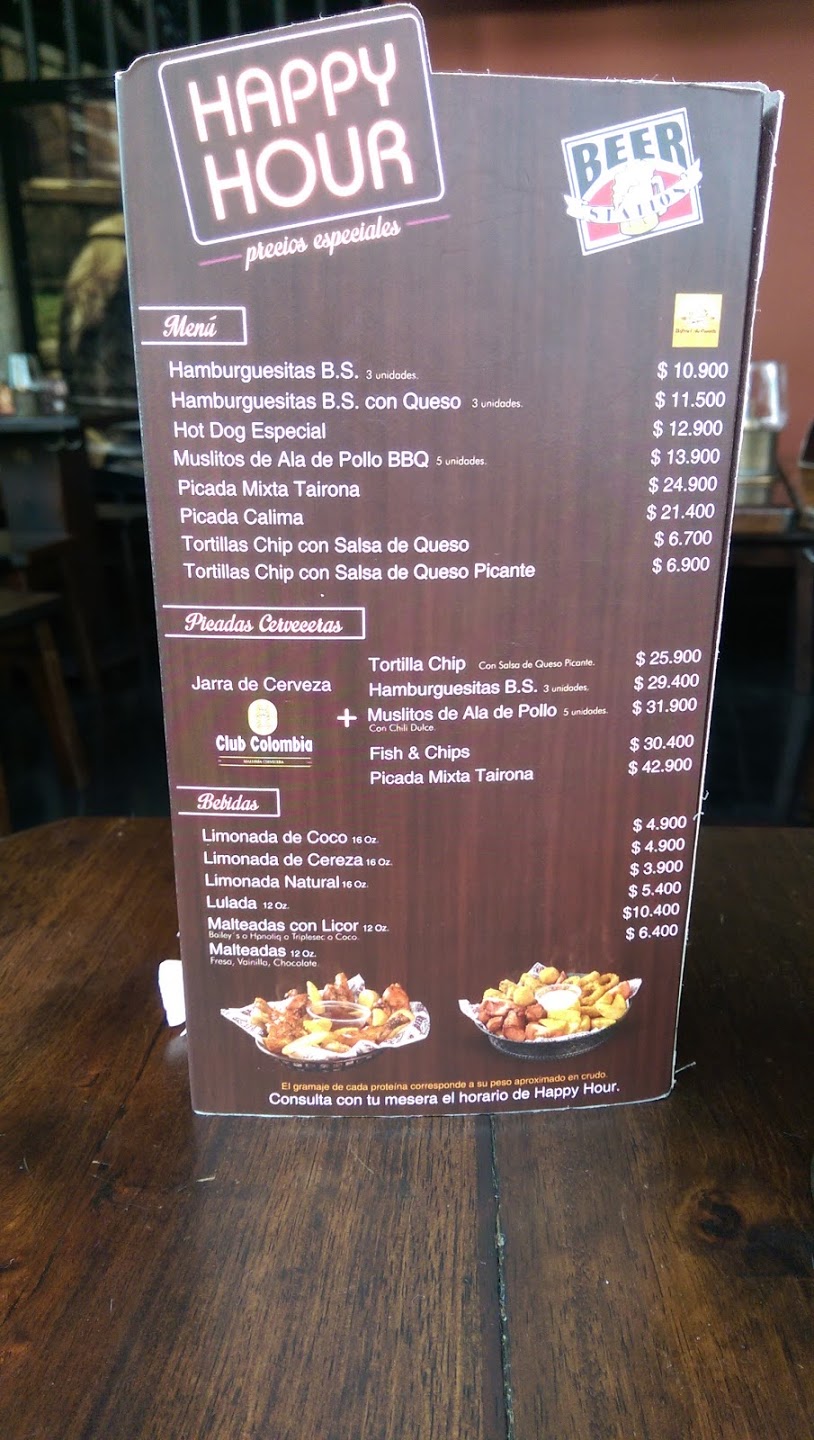 HAPPY
HOUR
precios especiales
BEER
STATION
Menú
Hamburguesitas B.S. 3 unidades. $ 10.900
Hamburguesitas B.S. con Queso 3 unidades. $ 11.500
Hot Dog Especial $ 12.900
Muslitos de Ala de Pollo BBQ 5 unidades. $ 13.900
Picada Mixta Tairona $ 24.900
Picada Calima $ 21.400
Tortillas Chip con Salsa de Queso $ 6.700
Tortillas Chip con Salsa de Queso Picante $ 6.900
Picadas Cerveceras
Jarra de Cerveza
Club Colombia
+
Tortilla Chip Con Salsa de Queso Picante. $ 25.900
Hamburguesitas B.S. 3 unidades. $ 29.400
Muslitos de Ala de Pollo 5 unidades. $ 31.900
Con Chili Dulce.
Fish & Chips $ 30.400
Picada Mixta Tairona $ 42.900
Bebidas
Limonada de Coco 16 Oz. $ 4.900
Limonada de Cereza 16 Oz. $ 4.900
Limonada Natural 16 Oz. $ 3.900
Lulada 12 Oz. $ 5.400
Malteadas con Licor 12 Oz. $10.400
Bailey´s o Hpnotiq o Triplesec o Coco.
Malteadas 12 Oz. $ 6.400
Fresa, Vainilla, Chocolate.
El gramaje de cada proteína corresponde a su peso aproximado en crudo.
Consulta con tu mesera el horario de Happy Hour.